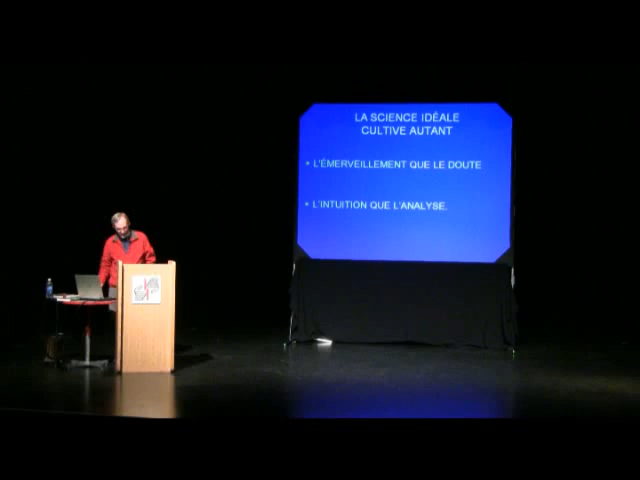 LA SCIENCE IDÉALE
CULTIVE AUTANT
• L'ÉMERVEILLEMENT QUE LE DOUTE
• L'INTUITION QUE L'ANALYSE.